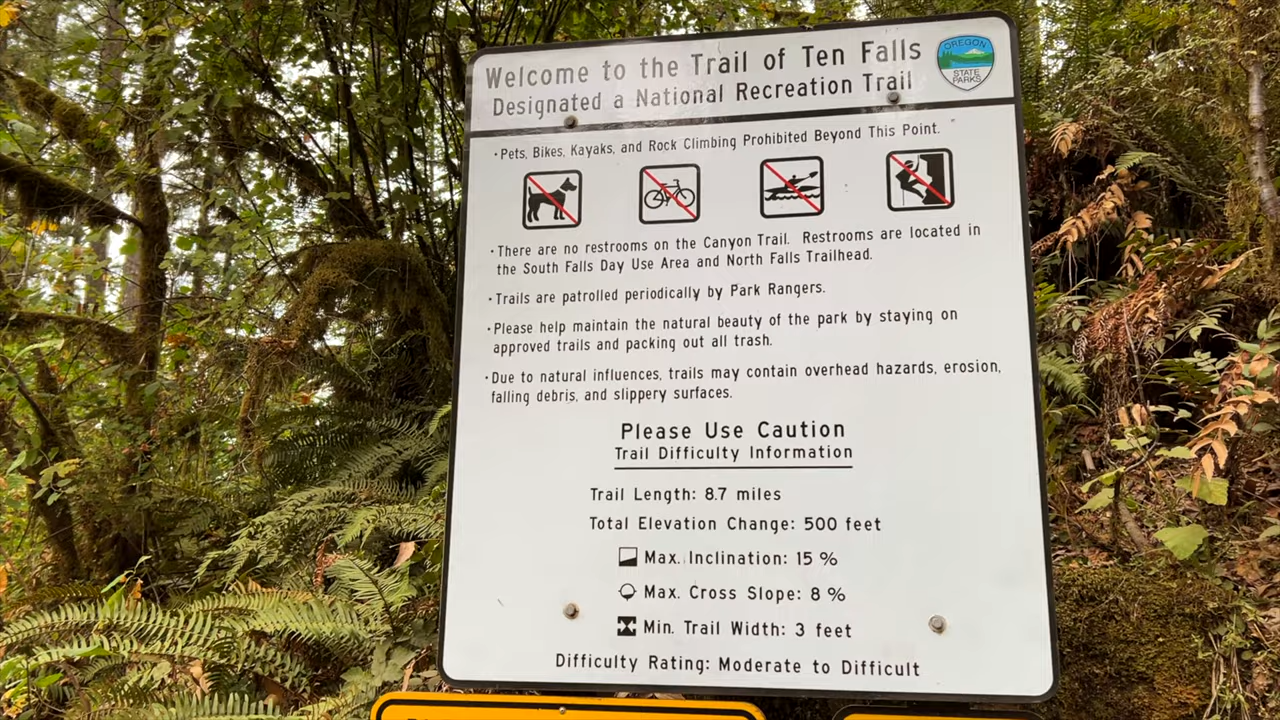 Welcome to the Trail of Ten Falls
Designated a National Recreation Trail
OREGON
STATE
PARKS
• Pets, Bikes, Kayaks, and Rock Climbing Prohibited Beyond This Point.
• There are no restrooms on the Canyon Trail. Restrooms are located in
the South Falls Day Use Area and North Falls Trailhead.
• Trails are patrolled periodically by Park Rangers.
• Please help maintain the natural beauty of the park by staying on
approved trails and packing out all trash.
• Due to natural influences, trails may contain overhead hazards, erosion,
falling debris, and slippery surfaces.
Please Use Caution
Trail Difficulty Information
Trail Length: 8.7 miles
Total Elevation Change: 500 feet
Max. Inclination: 15 %
Max. Cross Slope: 8 %
Min. Trail Width: 3 feet
Difficulty Rating: Moderate to Difficult